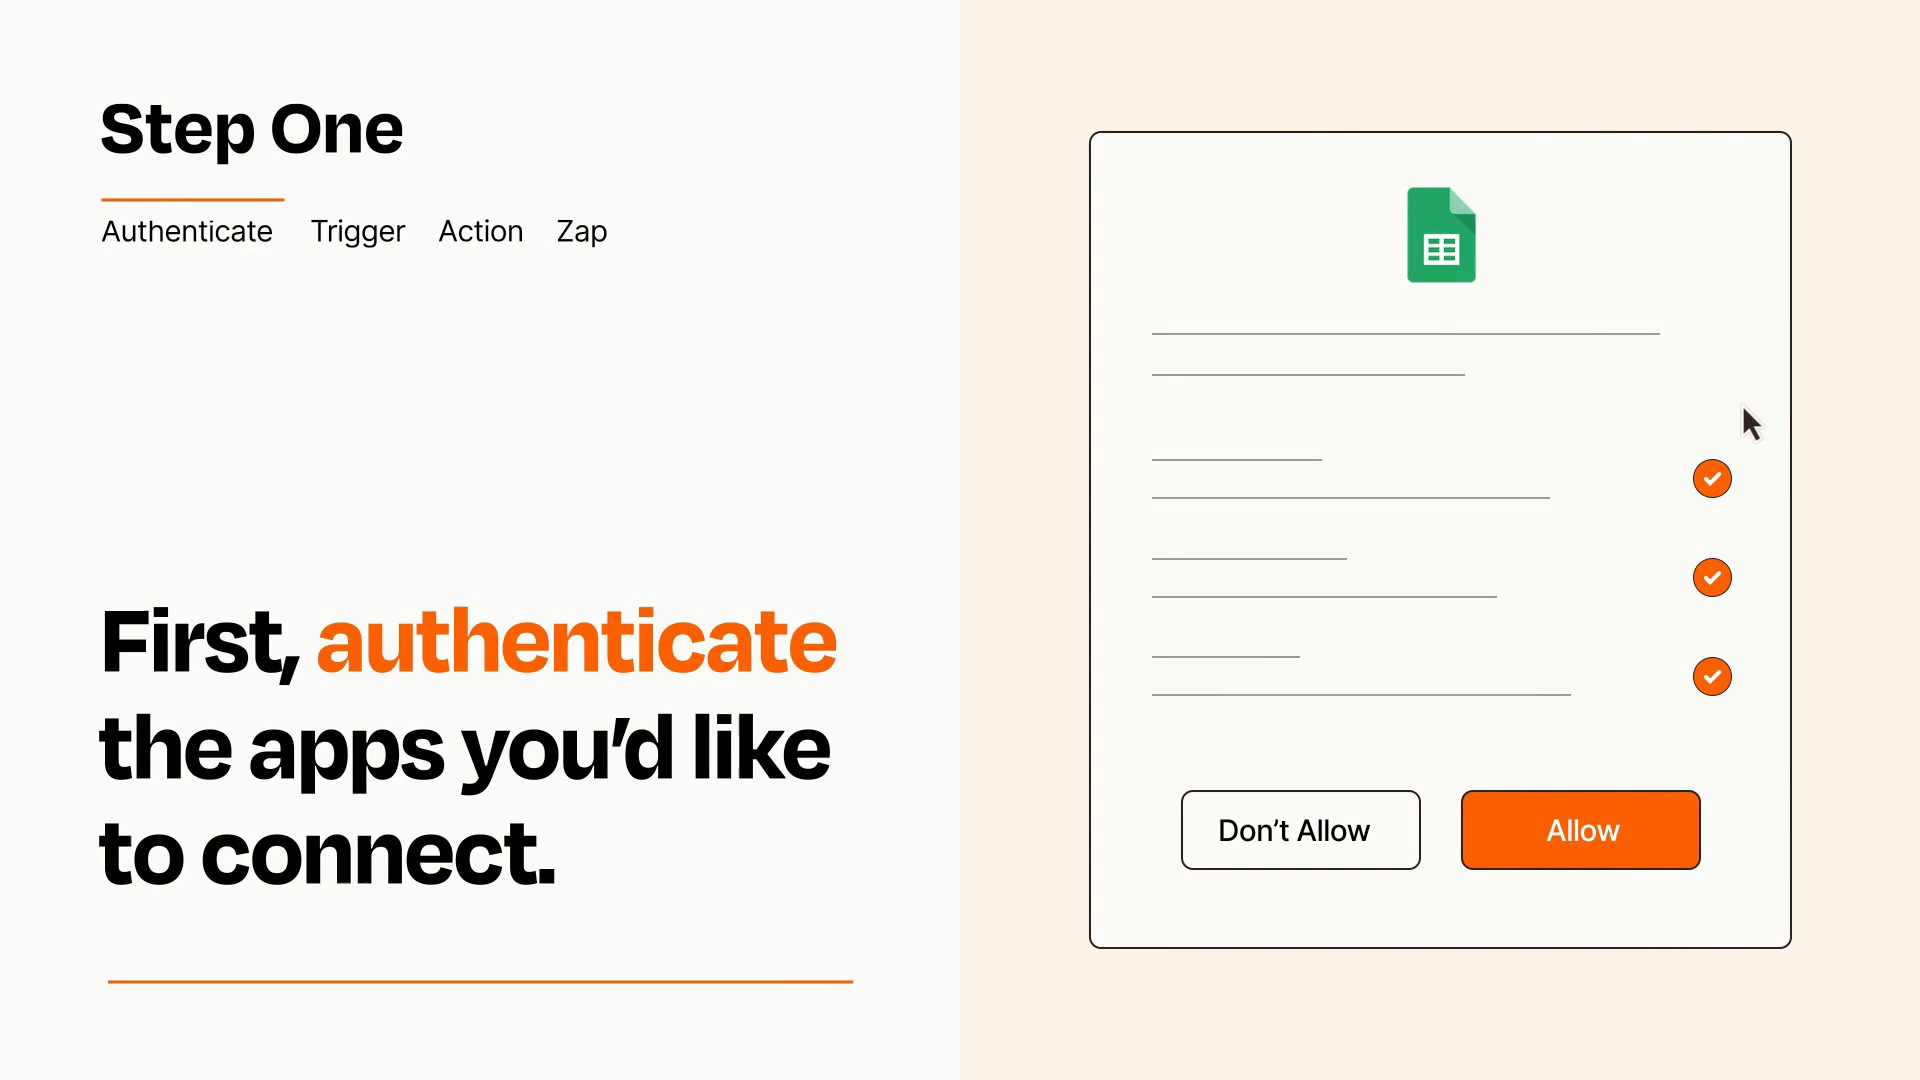 Step One
Authenticate Trigger Action Zap
First, authenticate
the apps you’d like
to connect.
Don’t Allow
Allow